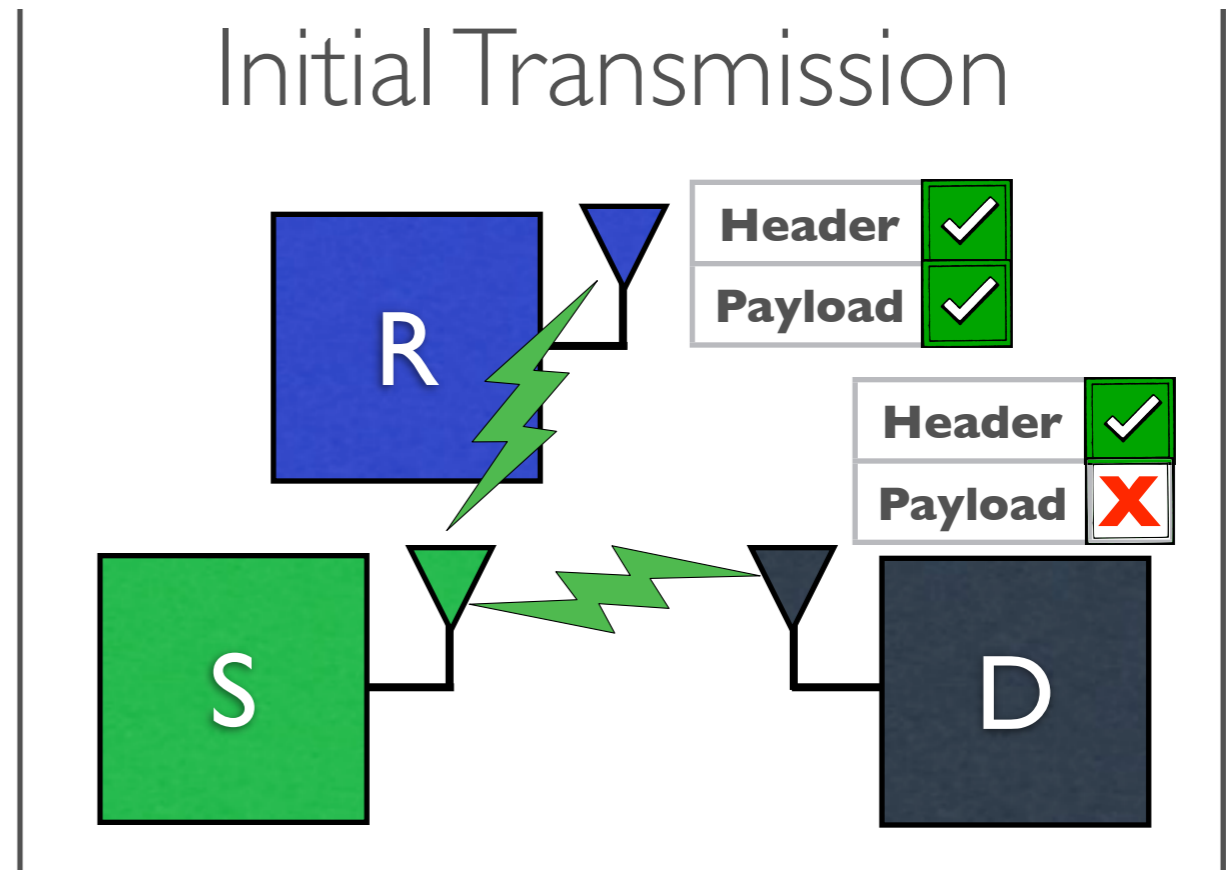 Initial Transmission
R
Header
Payload
Header
Payload
X
S
D